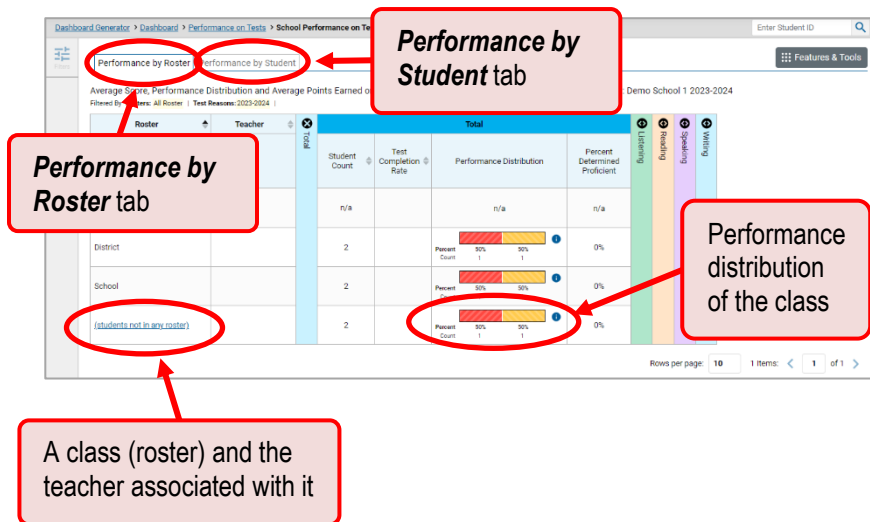 Dashboard Generator > Dashboard > Performance on Tests > School Performance on Te
Enter Student ID
Performance by
Student tab
Filters
Performance by Roster
Performance by Student
Features & Tools
Average Score, Performance Distribution and Average Points Earned o
: Demo School 1 2023-2024
Filtered By Rosters: All Roster | Test Reasons: 2023-2024 |
Roster
Teacher
Total
Total
Listening
Reading
Speaking
Writing
Student
Count
Test
Completion
Rate
Performance Distribution
Percent
Determined
Proficient
Performance by
Roster tab
n/a
n/a
n/a
Performance
distribution
of the class
District
2
Percent 50% 50%
Count 1 1
0%
School
2
Percent 50% 50%
0%
(students not in any roster)
2
Percent 50% 50%
Count 1 1
0%
Rows per page: 10
1 Items: < 1 of 1 >
A class (roster) and the
teacher associated with it